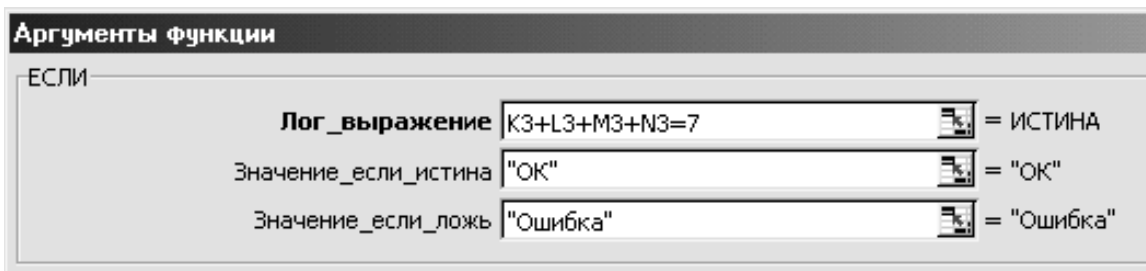 Аргументы функции
ЕСЛИ
Лог_выражение K3+L3+M3+N3=7 = ИСТИНА
Значение_если_истина "ОК" = "ОК"
Значение_если_ложь "Ошибка" = "Ошибка"